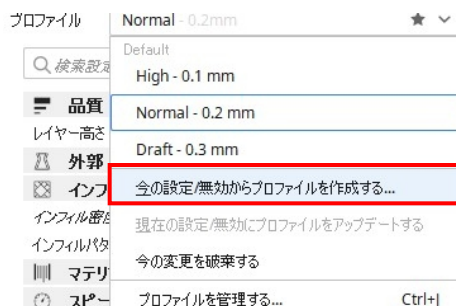 プロファイル Normal - 0.2mm
Default
検索設定
High - 0.1 mm
品質
Normal - 0.2 mm
レイヤー高さ
Draft - 0.3 mm
外郭
インフ
今の設定/無効からプロファイルを作成する...
インフィル密度
現在の設定/無効にプロファイルをアップデートする
インフィルパタ
今の変更を破棄する
マテリ
スピー
プロファイルを管理する... Ctrl+J